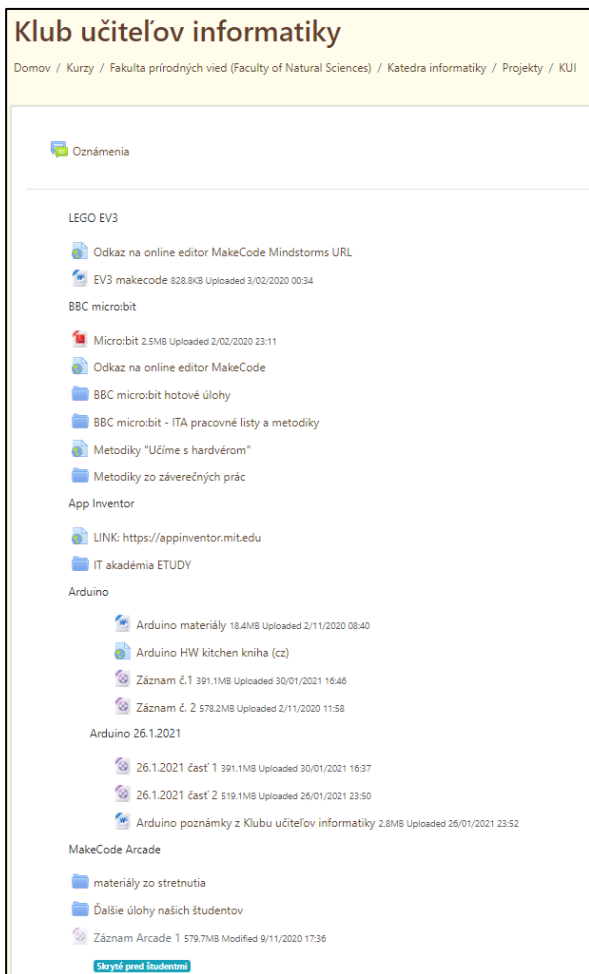 Klub učiteľov informatiky
Domov / Kurzy / Fakulta prírodných vied (Faculty of Natural Sciences) / Katedra informatiky / Projekty / KUI
Oznámenia
LEGO EV3
Odkaz na online editor MakeCode Mindstorms URL
EV3 makecode 828.8KB Uploaded 3/02/2020 00:34
BBC micro:bit
Micro:bit 2.5MB Uploaded 2/02/2020 23:11
Odkaz na online editor MakeCode
BBC micro:bit hotové úlohy
BBC micro:bit - ITA pracovné listy a metodiky
Metodiky "Učíme s hardvérom"
Metodiky zo záverečných prác
App Inventor
LINK: https://appinventor.mit.edu
IT akadémia ETUDY
Arduino
Arduino materiály 18.4MB Uploaded 2/11/2020 08:40
Arduino HW kitchen kniha (cz)
Záznam č.1 391.1MB Uploaded 30/01/2021 16:46
Záznam č. 2 578.2MB Uploaded 2/11/2020 11:58
Arduino 26.1.2021
26.1.2021 časť 1 391.1MB Uploaded 30/01/2021 16:37
26.1.2021 časť 2 519.1MB Uploaded 26/01/2021 23:50
Arduino poznámky z Klubu učiteľov informatiky 2.8MB Uploaded 26/01/2021 23:52
MakeCode Arcade
materiály zo stretnutia
Ďalšie úlohy našich študentov
Záznam Arcade 1 579.7MB Modified 9/11/2020 17:36
Skryté pred študentmi